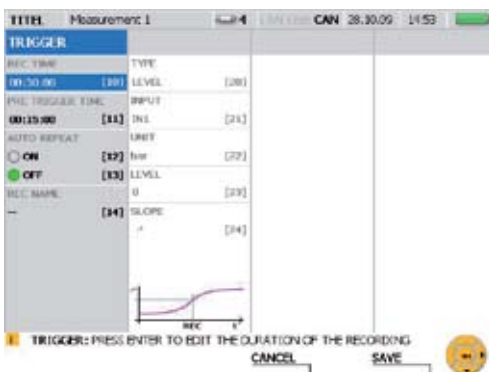 TITEL Measurement 1 4 LAN USB CAN 28.10.09 14:53
TRIGGER
REC TIME
00:30:00 [10]
PRE TRIGGER TIME
00:15:00 [11]
AUTO REPEAT
ON [12]
OFF [13]
REC NAME
-- [14]
TYPE
LEVEL [20]
INPUT
IN1 [21]
UNIT
bar [22]
LEVEL
0 [23]
SLOPE
[24]
REC t
TRIGGER: PRESS ENTER TO EDIT THE DURATION OF THE RECORDING
CANCEL SAVE